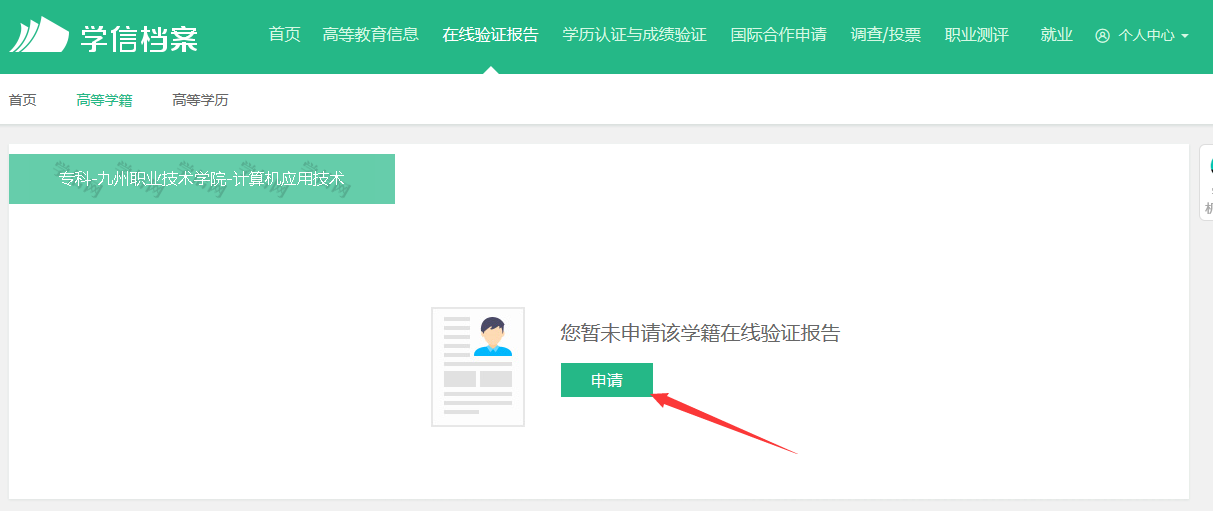 学信档案
首页 高等教育信息 在线验证报告 学历认证与成绩验证 国际合作申请 调查/投票 职业测评 就业 个人中心
首页 高等学籍 高等学历
专科-九州职业技术学院-计算机应用技术
您暂未申请该学籍在线验证报告
申请